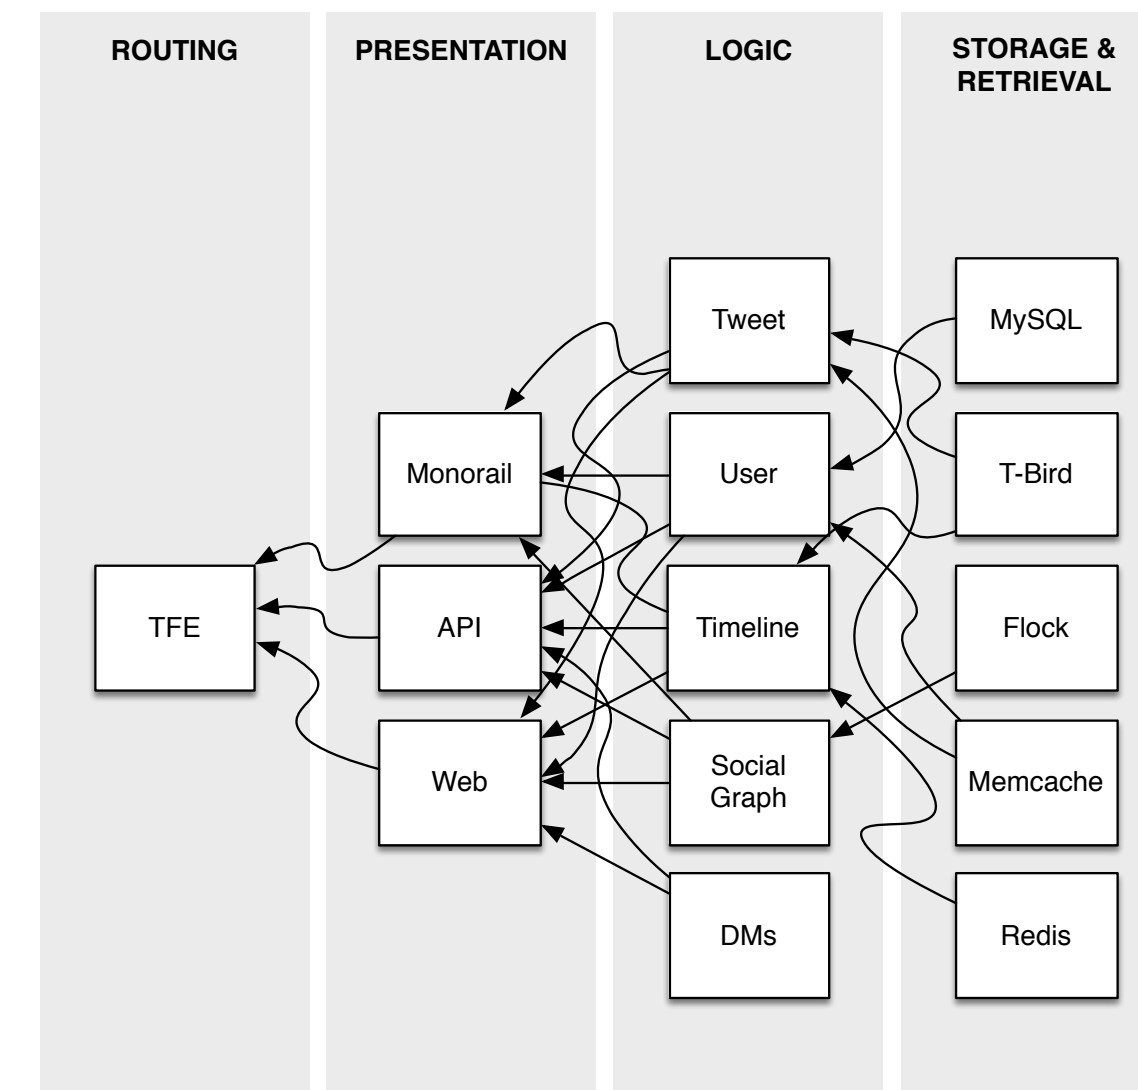 ROUTING
PRESENTATION
LOGIC
STORAGE &
RETRIEVAL
TFE
Monorail
API
Web
Tweet
User
Timeline
Social
Graph
DMs
MySQL
T-Bird
Flock
Memcache
Redis